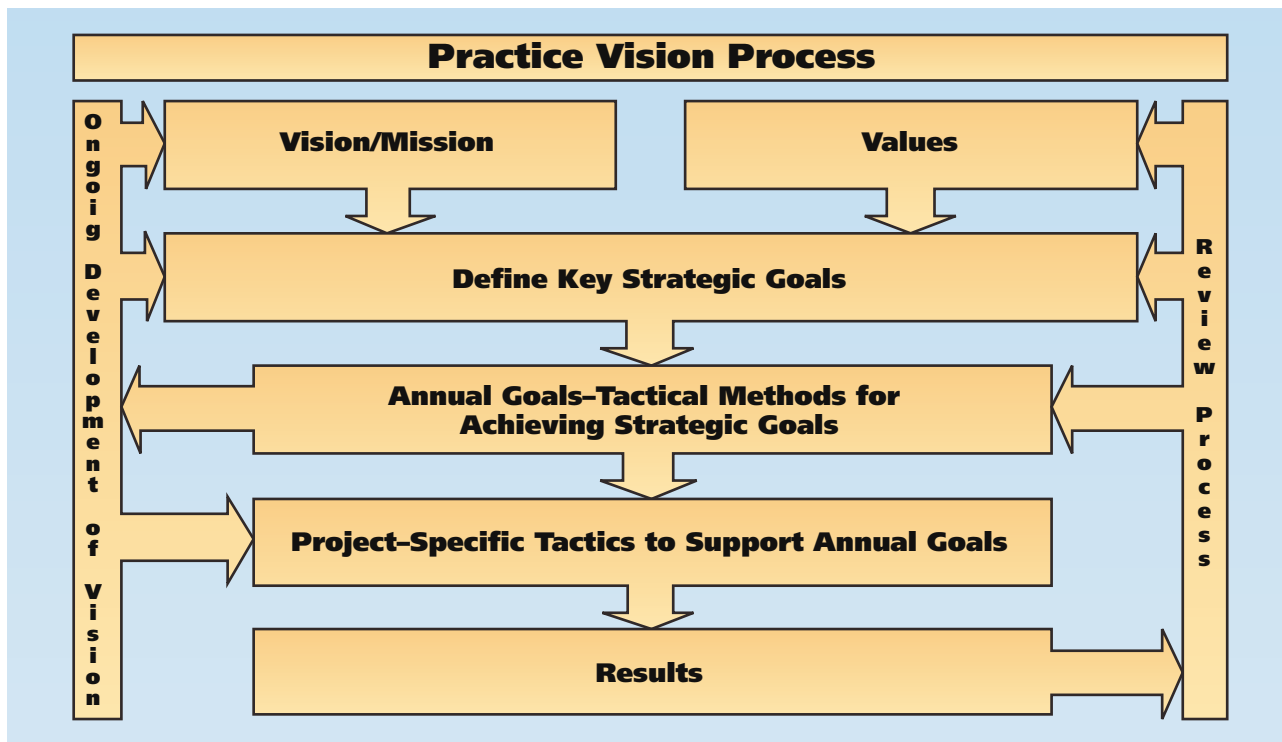 Practice Vision Process
Ongoig Development of Vision
Vision/Mission
Values
Define Key Strategic Goals
Annual Goals–Tactical Methods for
Achieving Strategic Goals
Project–Specific Tactics to Support Annual Goals
Results
Review Process